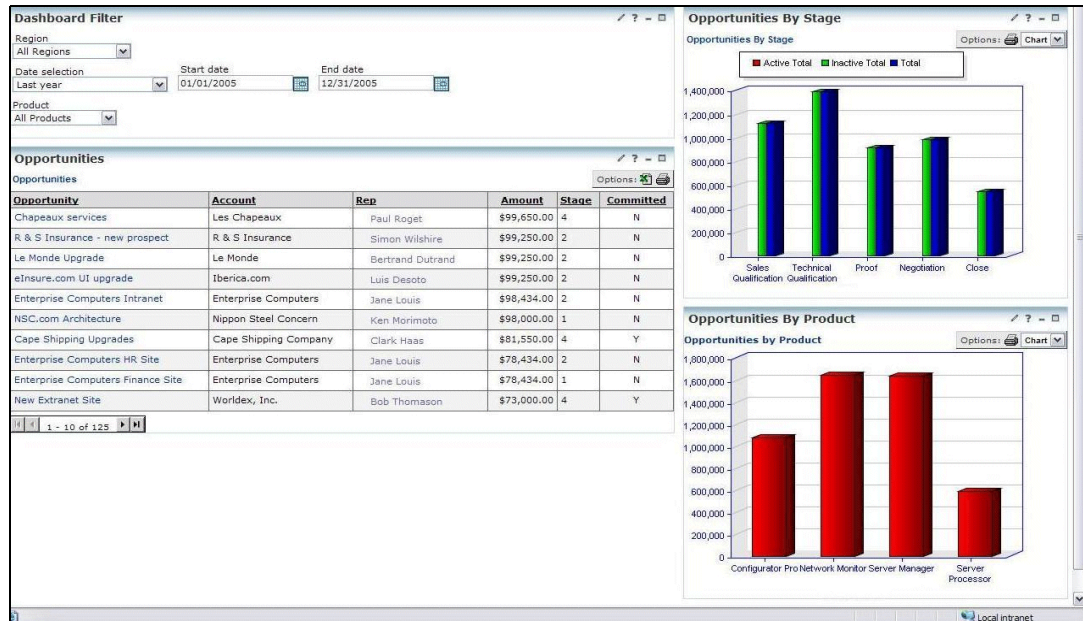 Dashboard Filter
Region
All Regions
Date selection
Start date
End date
Last year
01/01/2005
12/31/2005
Product
All Products
Opportunities
Opportunities
Options:
Opportunity Account Rep Amount Stage Committed
Chapeaux services Les Chapeaux Paul Roget $99,650.00 4 N
R & S Insurance - new prospect R & S Insurance Simon Wilshire $99,250.00 2 N
Le Monde Upgrade Le Monde Bertrand Dutrand $99,250.00 2 N
eInsure.com UI upgrade Iberica.com Luis Desoto $99,250.00 2 N
Enterprise Computers Intranet Enterprise Computers Jane Louis $98,434.00 2 N
NSC.com Architecture Nippon Steel Concern Ken Morimoto $98,000.00 1 N
Cape Shipping Upgrades Cape Shipping Company Clark Haas $81,550.00 4 Y
Enterprise Computers HR Site Enterprise Computers Jane Louis $78,434.00 2 N
Enterprise Computers Finance Site Enterprise Computers Jane Louis $78,434.00 1 N
New Extranet Site Worldex, Inc. Bob Thomason $73,000.00 4 Y
1 - 10 of 125
Opportunities By Stage
Opportunities By Stage
Options: Chart
Active Total Inactive Total Total
1,400,000
1,200,000
1,000,000
800,000
600,000
400,000
200,000
0
Sales Qualification
Technical Qualification
Proof
Negotiation
Close
Opportunities By Product
Opportunities by Product
Options: Chart
1,800,000
1,600,000
1,400,000
1,200,000
1,000,000
800,000
600,000
400,000
200,000
0
Configurator Pro
Network Monitor
Server Manager
Server Processor
Local intranet